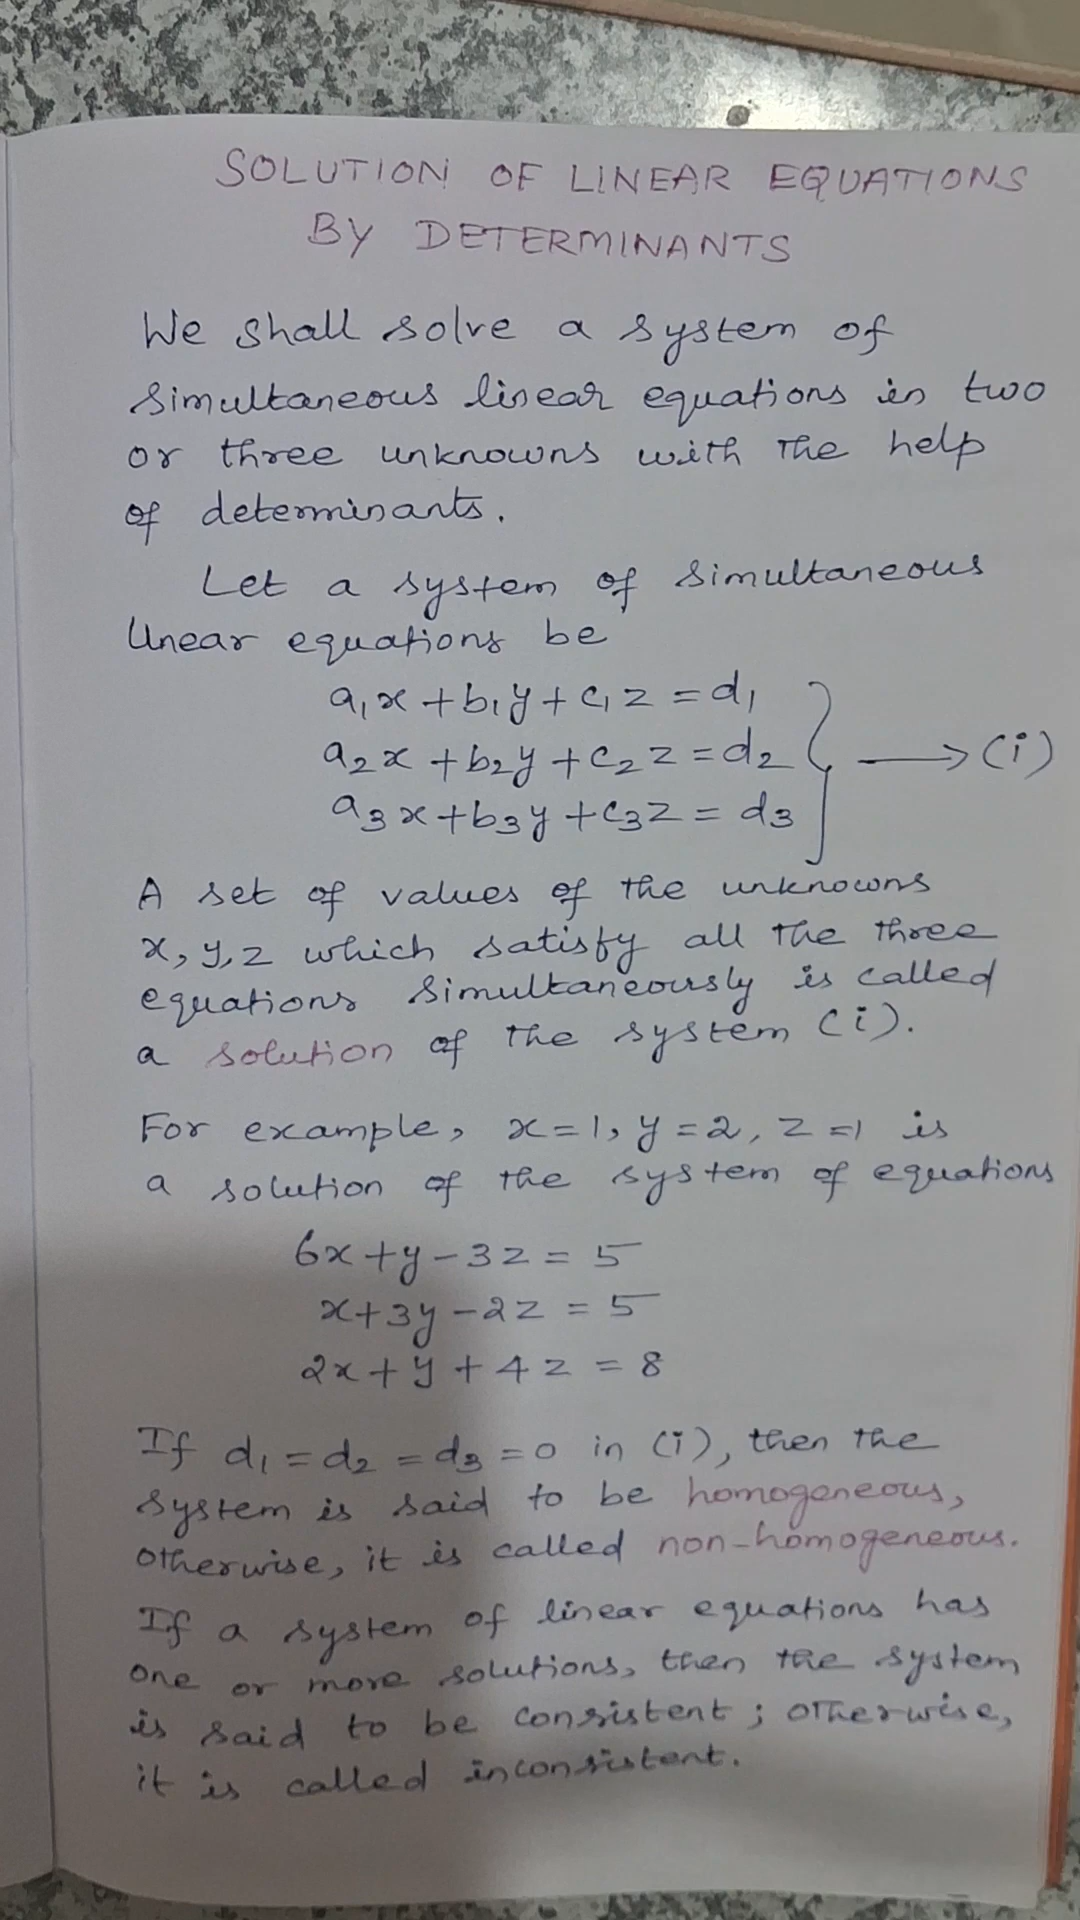 SOLUTION OF LINEAR EQUATIONS
BY DETERMINANTS
We shall solve a system of
simultaneous linear equations in two
or three unknowns with the help
of determinants.
Let a system of simultaneous
linear equations be
a₁x + b₁y + c₁z = d₁
a₂x + b₂y + c₂z = d₂ → (i)
a₃x + b₃y + c₃z = d₃
A set of values of the unknowns
x, y, z which satisfy all the three
equations simultaneously is called
a solution of the system (i).
For example, x = 1, y = 2, z = 1 is
a solution of the system of equations
6x + y - 3z = 5
x + 3y - 2z = 5
2x + y + 4z = 8
If d₁ = d₂ = d₃ = 0 in (i), then the
system is said to be homogeneous,
otherwise, it is called non-homogeneous.
If a system of linear equations has
one or more solutions, then the system
is said to be consistent ; otherwise,
it is called inconsistent.